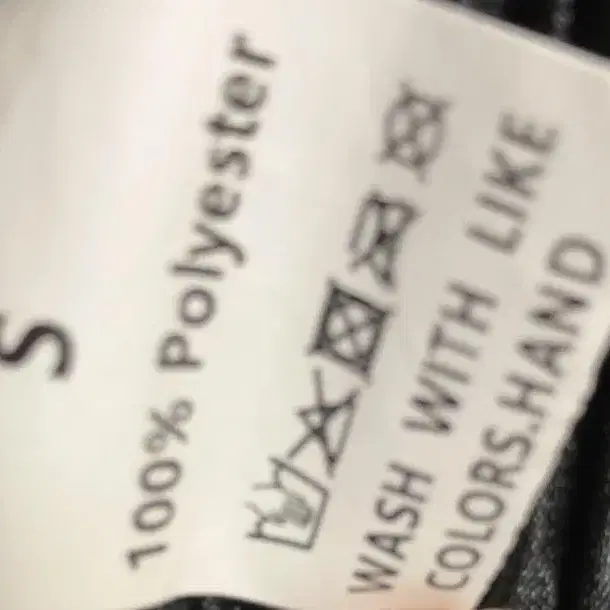 S
100% Polyester
WASH WITH LIKE
COLORS.HAND